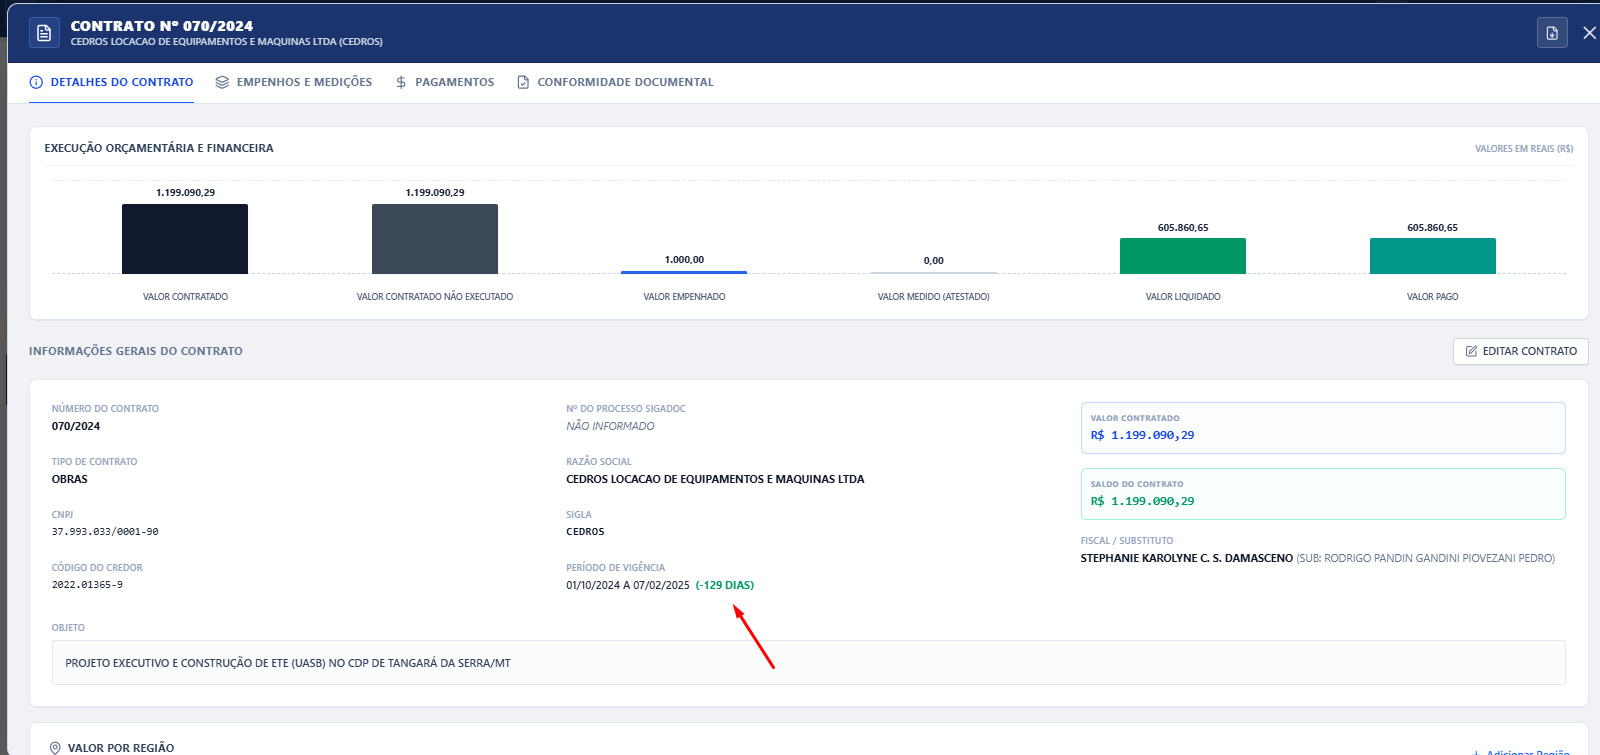 CONTRATO Nº 070/2024
CEDROS LOCACAO DE EQUIPAMENTOS E MAQUINAS LTDA (CEDROS)
DETALHES DO CONTRATO
EMPENHOS E MEDIÇÕES
PAGAMENTOS
CONFORMIDADE DOCUMENTAL
EXECUÇÃO ORÇAMENTÁRIA E FINANCEIRA
VALORES EM REAIS (R$)
1.199.090,29
1.199.090,29
1.000,00
0,00
605.860,65
605.860,65
VALOR CONTRATADO
VALOR CONTRATADO NÃO EXECUTADO
VALOR EMPENHADO
VALOR MEDIDO (ATESTADO)
VALOR LIQUIDADO
VALOR PAGO
INFORMAÇÕES GERAIS DO CONTRATO
EDITAR CONTRATO
NÚMERO DO CONTRATO
070/2024
Nº DO PROCESSO SIGADOC
NÃO INFORMADO
VALOR CONTRATADO
R$ 1.199.090,29
TIPO DE CONTRATO
OBRAS
RAZÃO SOCIAL
CEDROS LOCACAO DE EQUIPAMENTOS E MAQUINAS LTDA
SALDO DO CONTRATO
R$ 1.199.090,29
CNPJ
37.993.033/0001-90
SIGLA
CEDROS
FISCAL / SUBSTITUTO
STEPHANIE KAROLYNE C. S. DAMASCENO (SUB: RODRIGO PANDIN GANDINI PIOVEZANI PEDRO)
CÓDIGO DO CREDOR
2022.01365-9
PERÍODO DE VIGÊNCIA
01/10/2024 A 07/02/2025 (-129 DIAS)
OBJETO
PROJETO EXECUTIVO E CONSTRUÇÃO DE ETE (UASB) NO CDP DE TANGARÁ DA SERRA/MT
VALOR POR REGIÃO
+ Adicionar Região